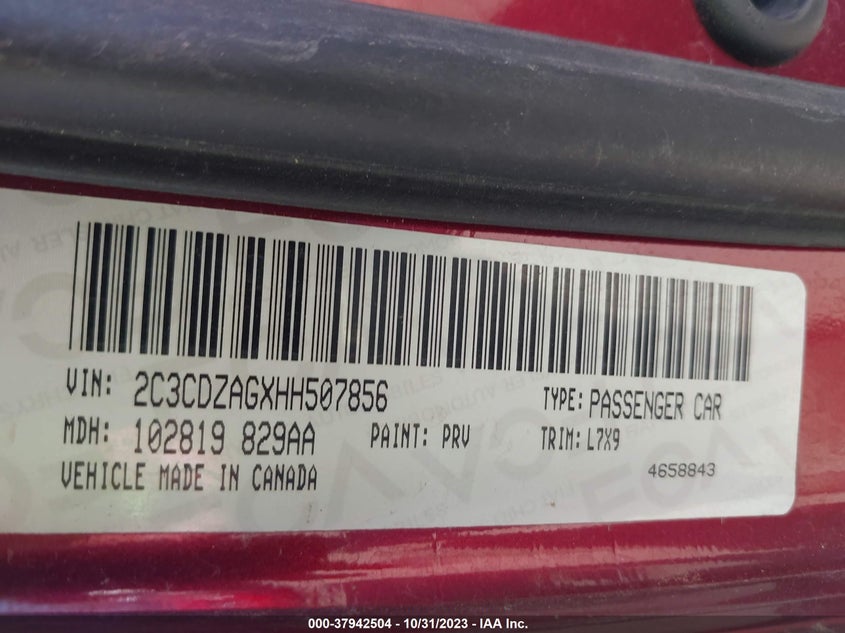 VIN: 2C3CDZAGXHH507856 TYPE: PASSENGER CAR
MDH: 102819 829AA PAINT: PRV TRIM: L7X9
VEHICLE MADE IN CANADA 4658843
000-37942504 - 10/31/2023 - IAA Inc.